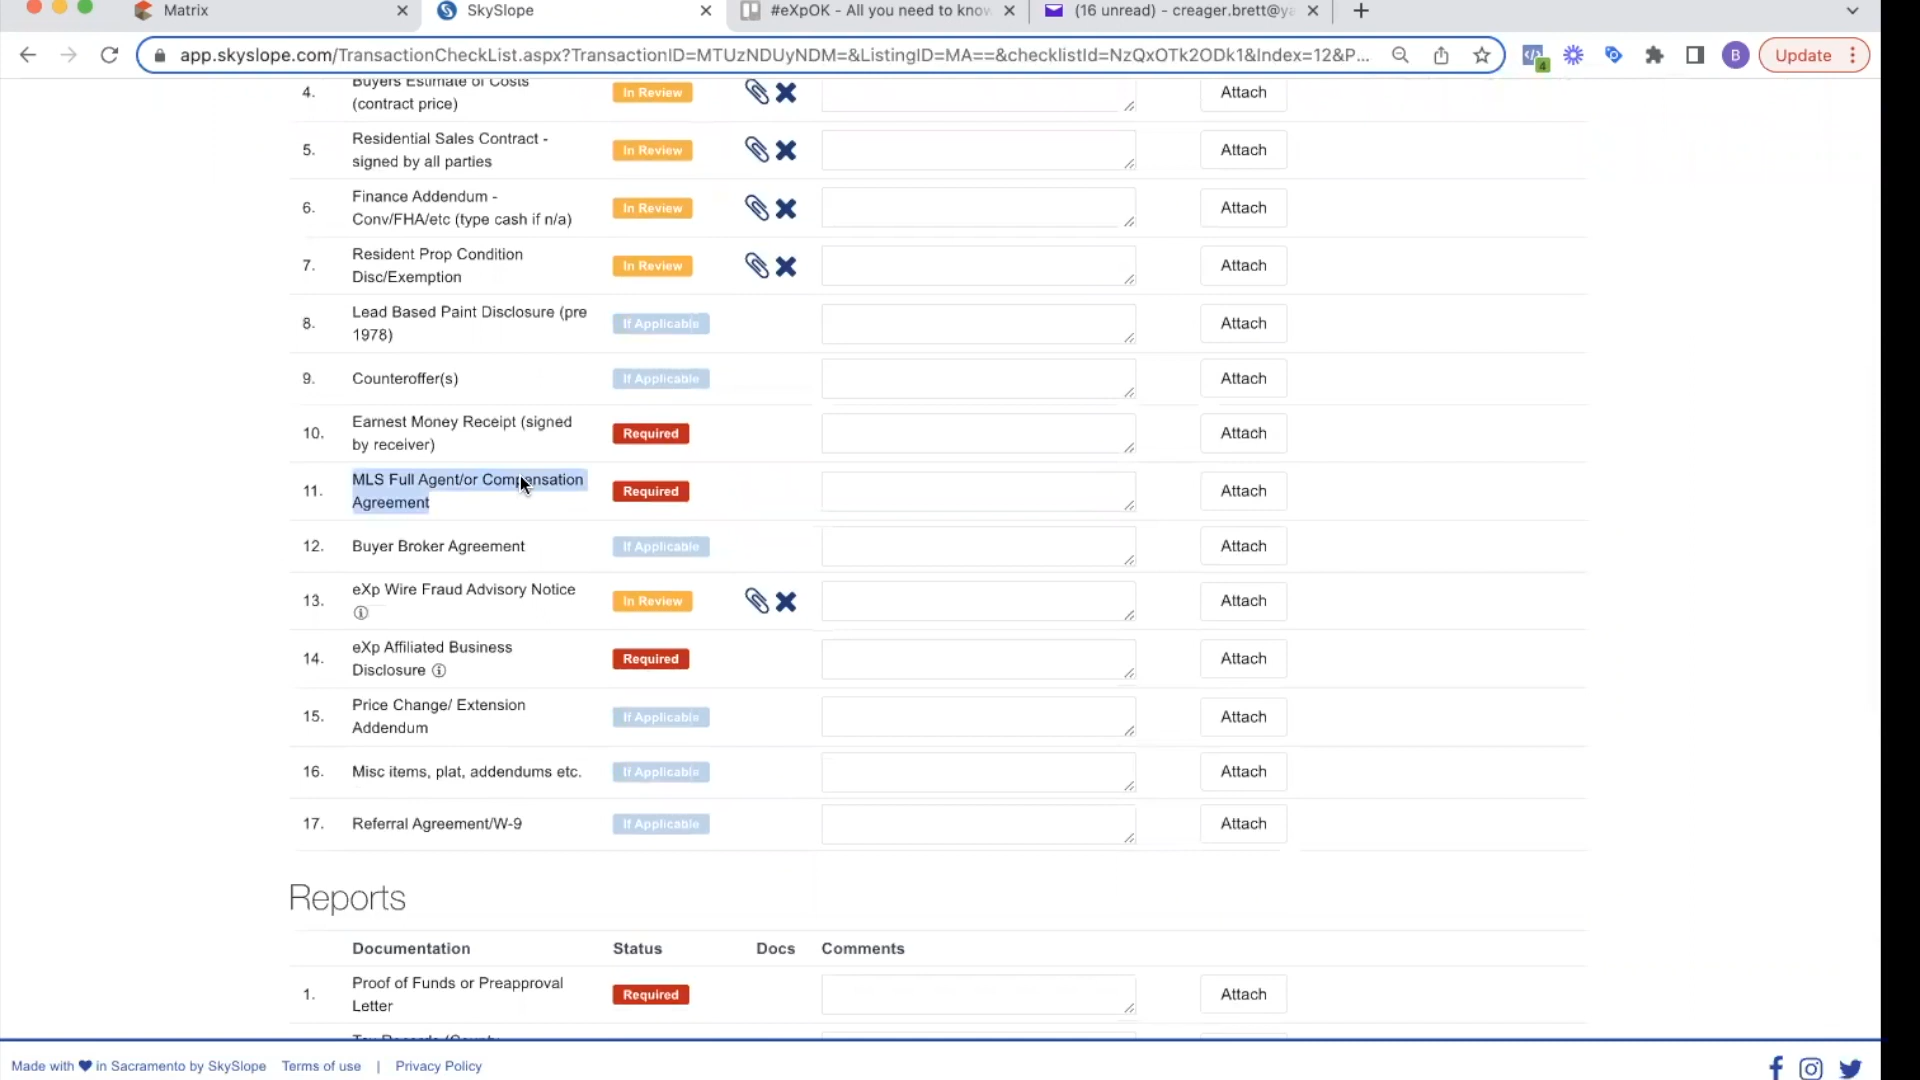 Matrix
SkySlope
#eXpOK - All you need to know
(16 unread) - creager.brett@ya
app.skyslope.com/TransactionCheckList.aspx?TransactionID=MTUzNDUyNDM=&ListingID=MA==&checklistId=NzQxOTk2ODk1&Index=12&P...
4
B
Update
4. Buyers Estimate of Costs (contract price) In Review Attach
5. Residential Sales Contract - signed by all parties In Review Attach
6. Finance Addendum - Conv/FHA/etc (type cash if n/a) In Review Attach
7. Resident Prop Condition Disc/Exemption In Review Attach
8. Lead Based Paint Disclosure (pre 1978) If Applicable Attach
9. Counteroffer(s) If Applicable Attach
10. Earnest Money Receipt (signed by receiver) Required Attach
11. MLS Full Agent/or Compensation Agreement Required Attach
12. Buyer Broker Agreement If Applicable Attach
13. eXp Wire Fraud Advisory Notice In Review Attach
14. eXp Affiliated Business Disclosure Required Attach
15. Price Change/ Extension Addendum If Applicable Attach
16. Misc items, plat, addendums etc. If Applicable Attach
17. Referral Agreement/W-9 If Applicable Attach
Reports
Documentation Status Docs Comments
1. Proof of Funds or Preapproval Letter Required Attach
Made with in Sacramento by SkySlope Terms of use | Privacy Policy